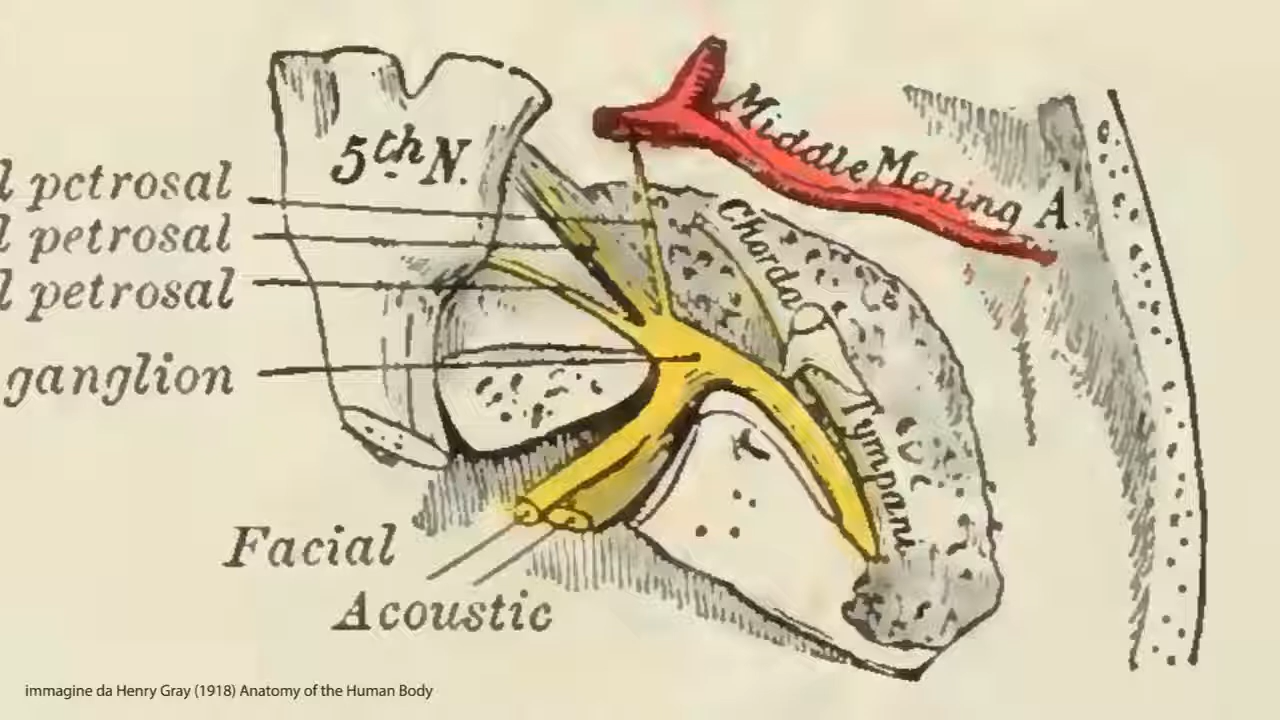 5th N.
Middle Mening A.
l petrosal
l petrosal
l petrosal
ganglion
Chorda
Tympani
Facial
Acoustic
immagine da Henry Gray (1918) Anatomy of the Human Body